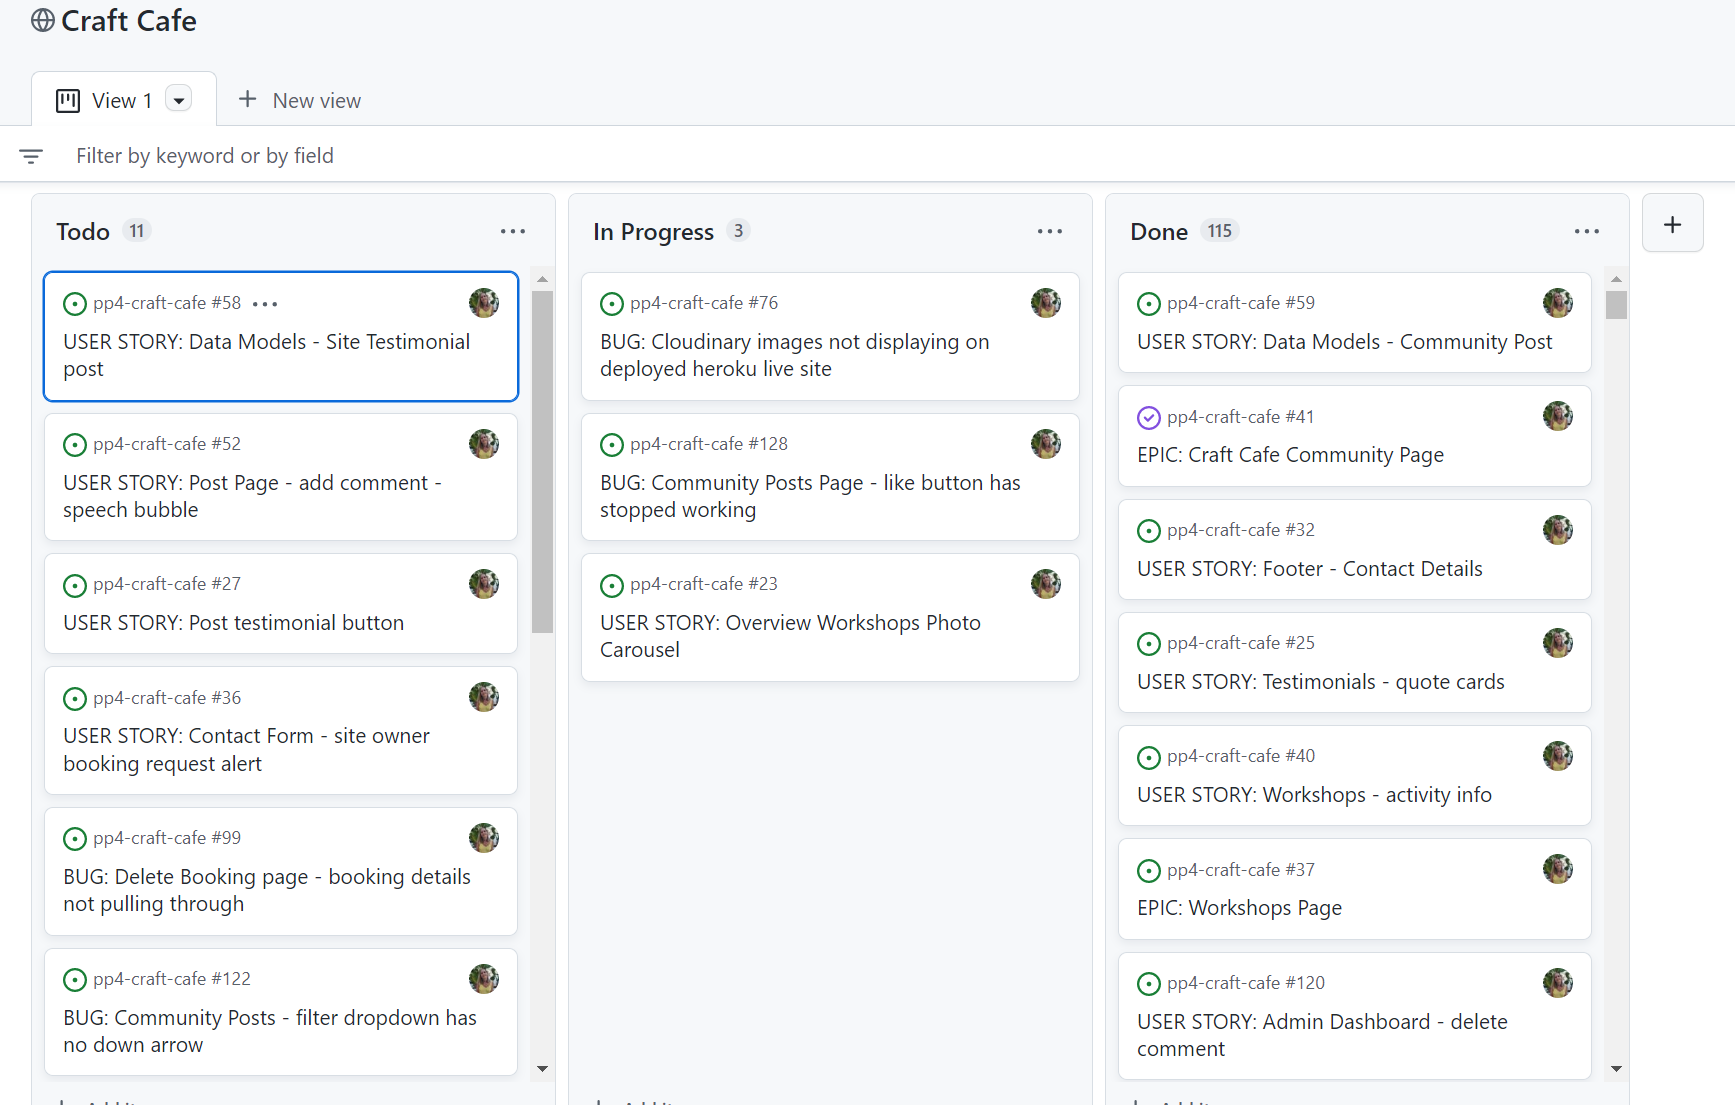 Craft Cafe
View 1
New view
Filter by keyword or by field
Todo 11
pp4-craft-cafe #58
USER STORY: Data Models - Site Testimonial
post
pp4-craft-cafe #52
USER STORY: Post Page - add comment -
speech bubble
pp4-craft-cafe #27
USER STORY: Post testimonial button
pp4-craft-cafe #36
USER STORY: Contact Form - site owner
booking request alert
pp4-craft-cafe #99
BUG: Delete Booking page - booking details
not pulling through
pp4-craft-cafe #122
BUG: Community Posts - filter dropdown has
no down arrow
In Progress 3
pp4-craft-cafe #76
BUG: Cloudinary images not displaying on
deployed heroku live site
pp4-craft-cafe #128
BUG: Community Posts Page - like button has
stopped working
pp4-craft-cafe #23
USER STORY: Overview Workshops Photo
Carousel
Done 115
pp4-craft-cafe #59
USER STORY: Data Models - Community Post
pp4-craft-cafe #41
EPIC: Craft Cafe Community Page
pp4-craft-cafe #32
USER STORY: Footer - Contact Details
pp4-craft-cafe #25
USER STORY: Testimonials - quote cards
pp4-craft-cafe #40
USER STORY: Workshops - activity info
pp4-craft-cafe #37
EPIC: Workshops Page
pp4-craft-cafe #120
USER STORY: Admin Dashboard - delete
comment